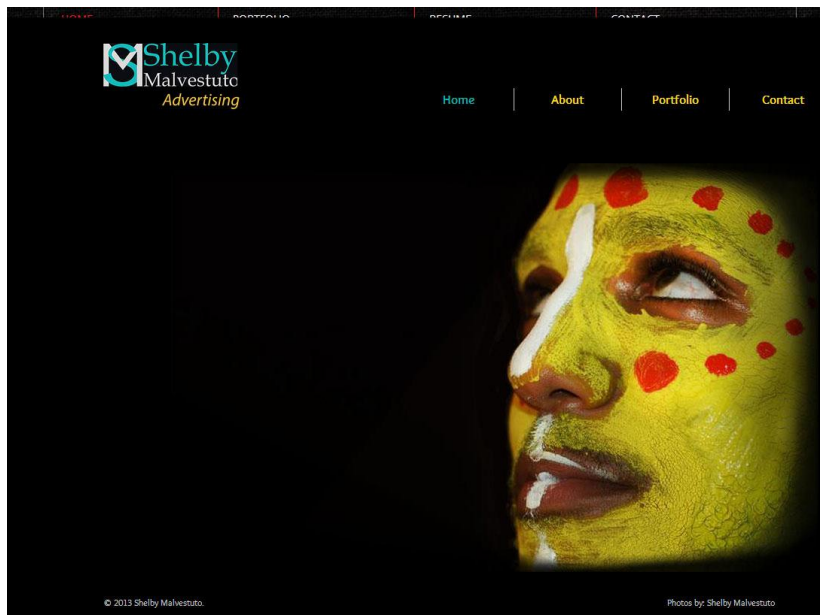 HOME PORTFOLIO RESUME CONTACT
Shelby
Malvestuto
Advertising
Home About Portfolio Contact
© 2013 Shelby Malvestuto.
Photos by: Shelby Malvestuto